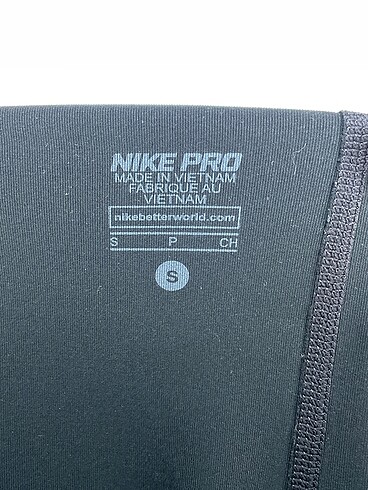 NIKE PRO
MADE IN VIETNAM
FABRIQUE AU
VIETNAM
nikebetterworld.com
S P CH
S